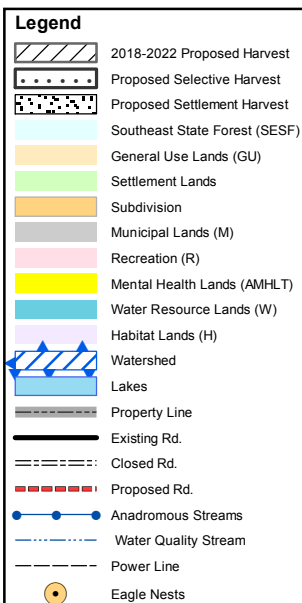 Legend
2018-2022 Proposed Harvest
Proposed Selective Harvest
Proposed Settlement Harvest
Southeast State Forest (SESF)
General Use Lands (GU)
Settlement Lands
Subdivision
Municipal Lands (M)
Recreation (R)
Mental Health Lands (AMHLT)
Water Resource Lands (W)
Habitat Lands (H)
Watershed
Lakes
Property Line
Existing Rd.
Closed Rd.
Proposed Rd.
Anadromous Streams
Water Quality Stream
Power Line
Eagle Nests